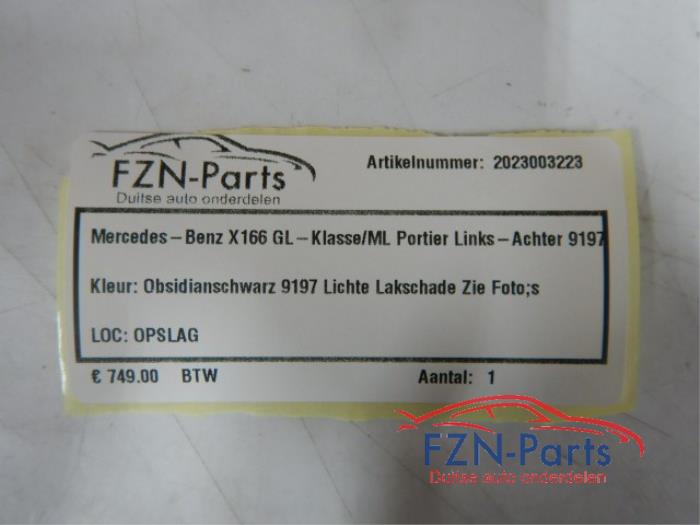 FZN-Parts
Duitse auto onderdelen
Artikelnummer: 2023003223
Mercedes-Benz X166 GL-Klasse/ML Portier Links-Achter 9197
Kleur: Obsidianschwarz 9197 Lichte Lakschade Zie Foto;s
LOC: OPSLAG
€ 749.00 BTW
Aantal: 1
FZN-Parts
Duitse auto onderdelen